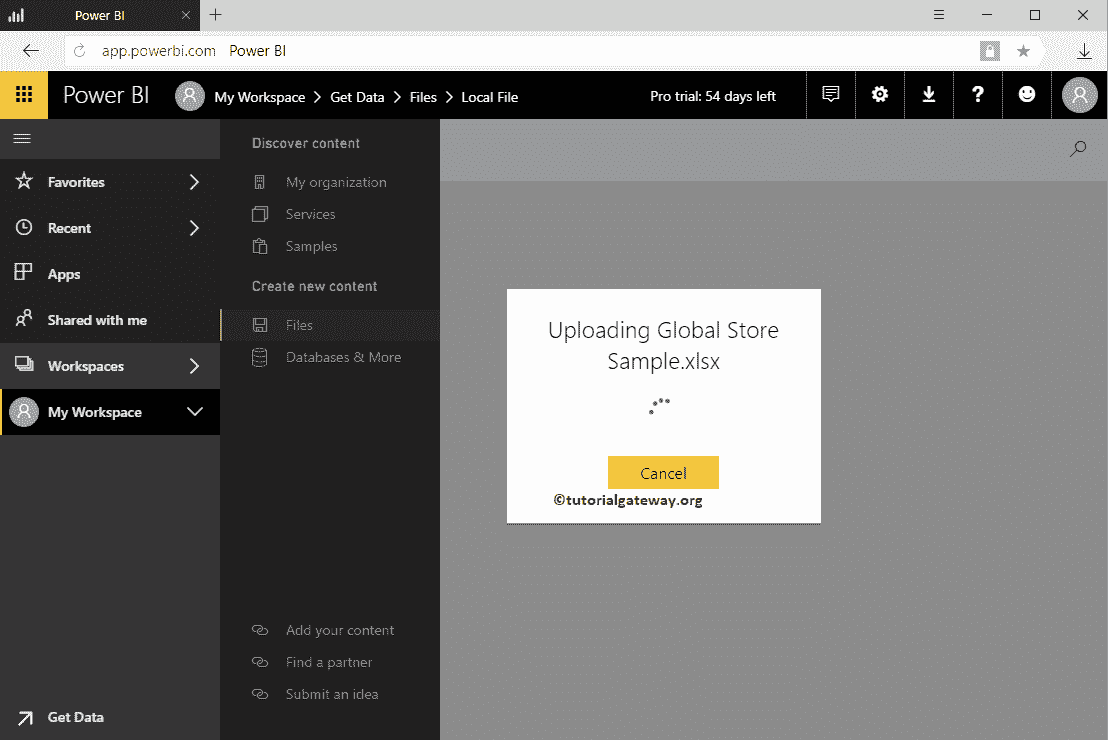 Power BI
app.powerbi.com Power BI
Power BI
My Workspace > Get Data > Files > Local File
Pro trial: 54 days left
Favorites
Recent
Apps
Shared with me
Workspaces
My Workspace
Get Data
Discover content
My organization
Services
Samples
Create new content
Files
Databases & More
Add your content
Find a partner
Submit an idea
Uploading Global Store
Sample.xlsx
Cancel
©tutorialgateway.org